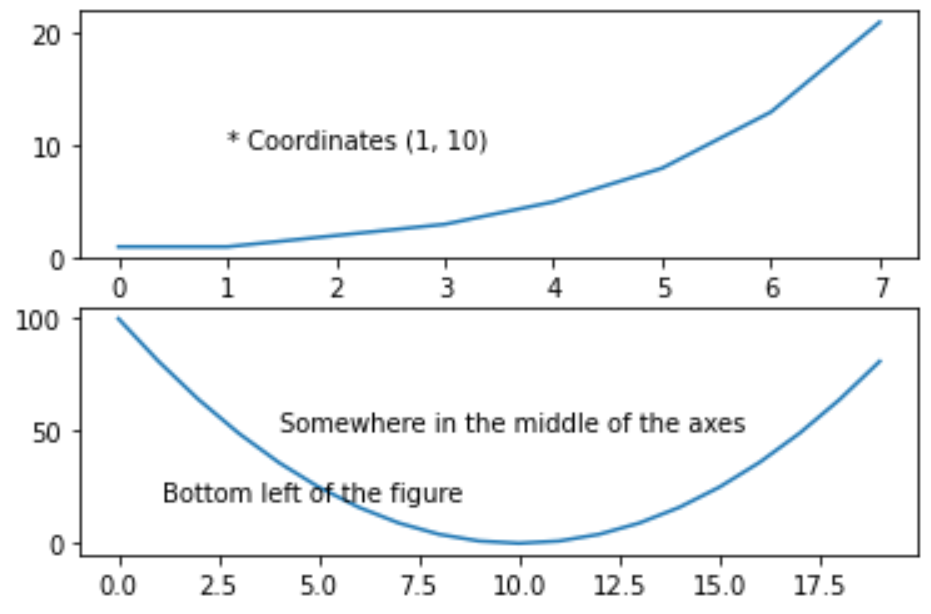 20
* Coordinates (1, 10)
10
0
0 1 2 3 4 5 6 7
100
Somewhere in the middle of the axes
50
Bottom left of the figure
0
0.0 2.5 5.0 7.5 10.0 12.5 15.0 17.5